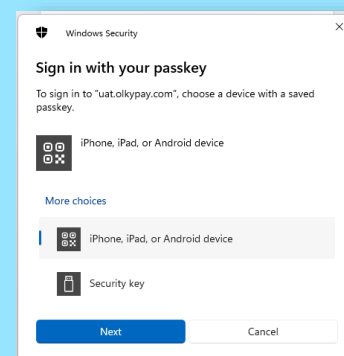 Windows Security
Sign in with your passkey
To sign in to "uat.olkypay.com", choose a device with a saved
passkey.
iPhone, iPad, or Android device
More choices
iPhone, iPad, or Android device
Security key
Next
Cancel